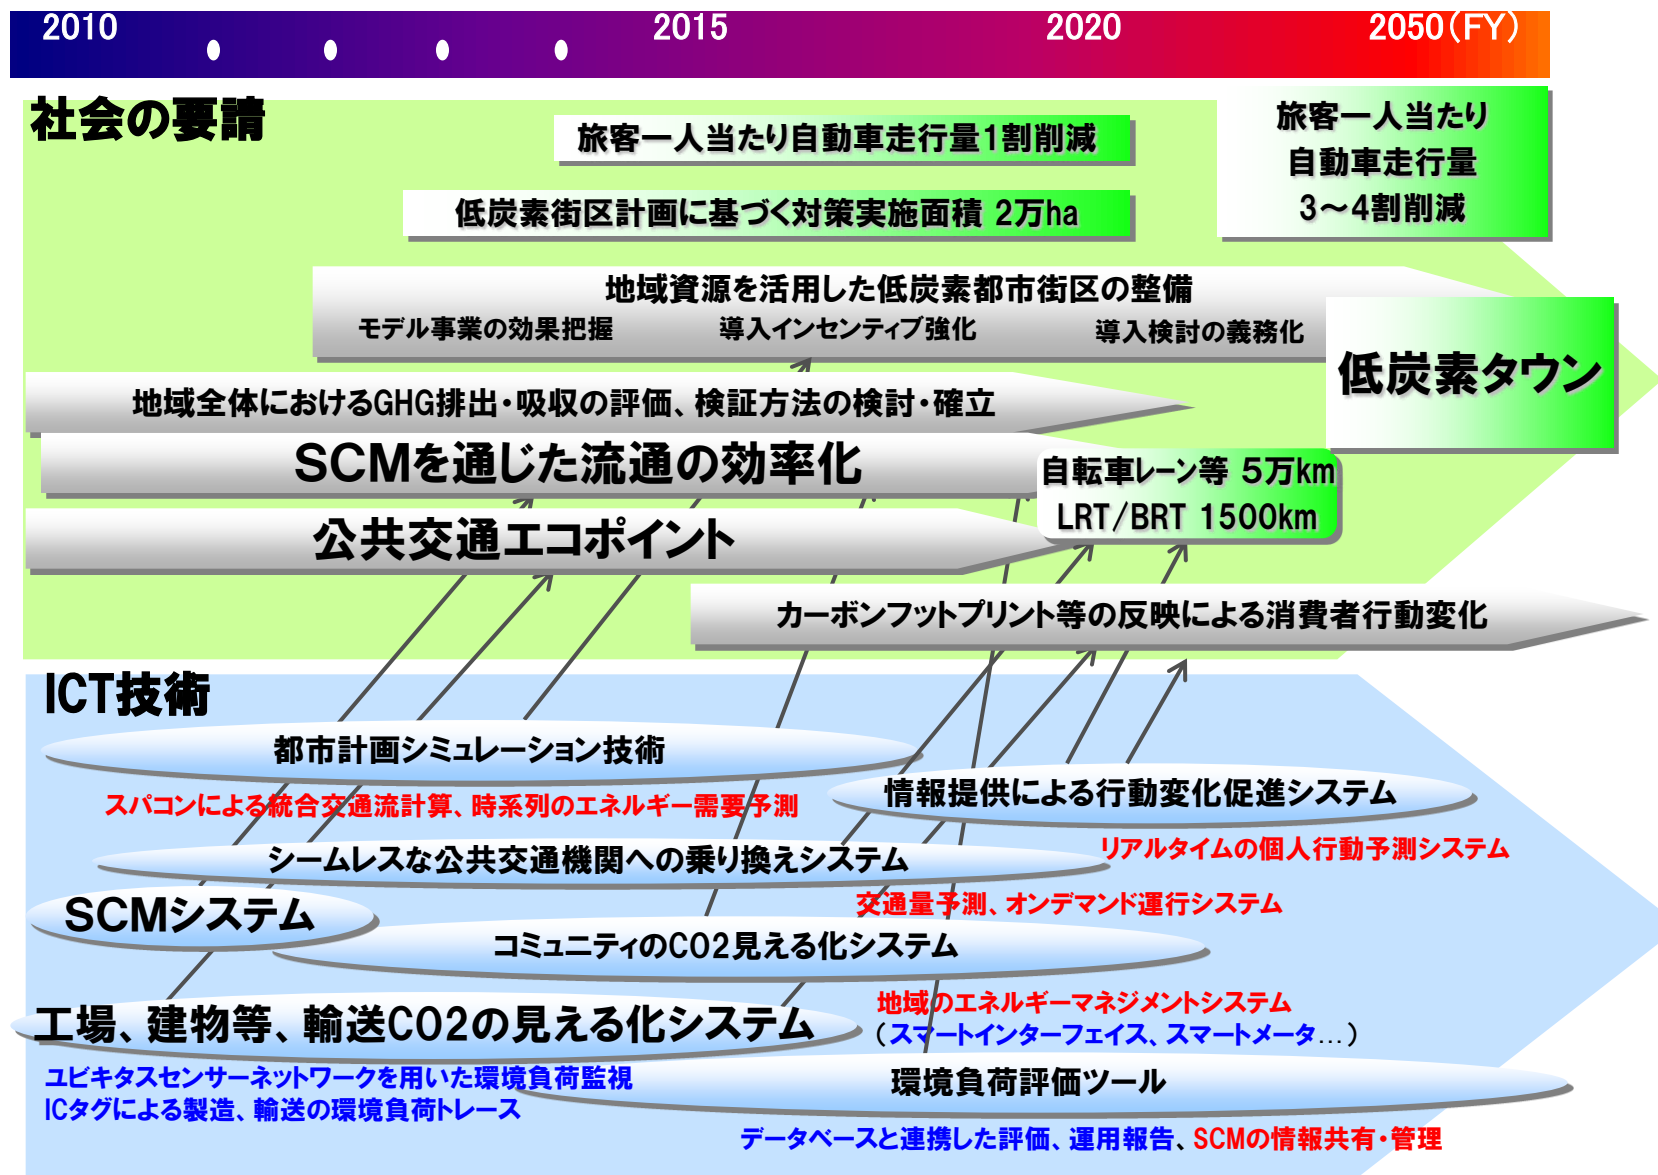 2010 2015 2020 2050(FY)
社会の要請
旅客一人当たり自動車走行量1割削減
旅客一人当たり
自動車走行量
3～4割削減
低炭素街区計画に基づく対策実施面積 2万ha
地域資源を活用した低炭素都市街区の整備
モデル事業の効果把握 導入インセンティブ強化 導入検討の義務化
低炭素タウン
地域全体におけるGHG排出・吸収の評価、検証方法の検討・確立
SCMを通じた流通の効率化
自転車レーン等 5万km
LRT/BRT 1500km
公共交通エコポイント
カーボンフットプリント等の反映による消費者行動変化
ICT技術
都市計画シミュレーション技術
スパコンによる統合交通流計算、時系列のエネルギー需要予測
情報提供による行動変化促進システム
リアルタイムの個人行動予測システム
シームレスな公共交通機関への乗り換えシステム
交通量予測、オンデマンド運行システム
SCMシステム
コミュニティのCO2見える化システム
地域のエネルギーマネジメントシステム
（スマートインターフェイス、スマートメータ…）
工場、建物等、輸送CO2の見える化システム
ユビキタスセンサーネットワークを用いた環境負荷監視
ICタグによる製造、輸送の環境負荷トレース
環境負荷評価ツール
データベースと連携した評価、運用報告、SCMの情報共有・管理